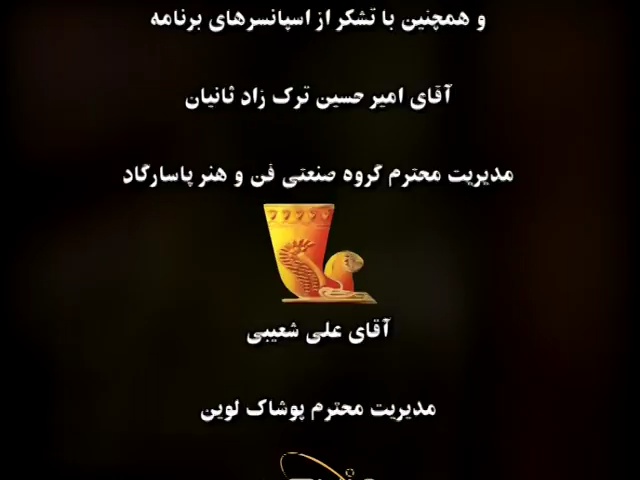 و همچنین با تشکر از اسپانسرهای برنامه
آقای امیر حسین ترک زاد ثانیان
مدیریت محترم گروه صنعتی فن و هنر پاسارگاد
آقای علی شعیبی
مدیریت محترم پوشاک لوین